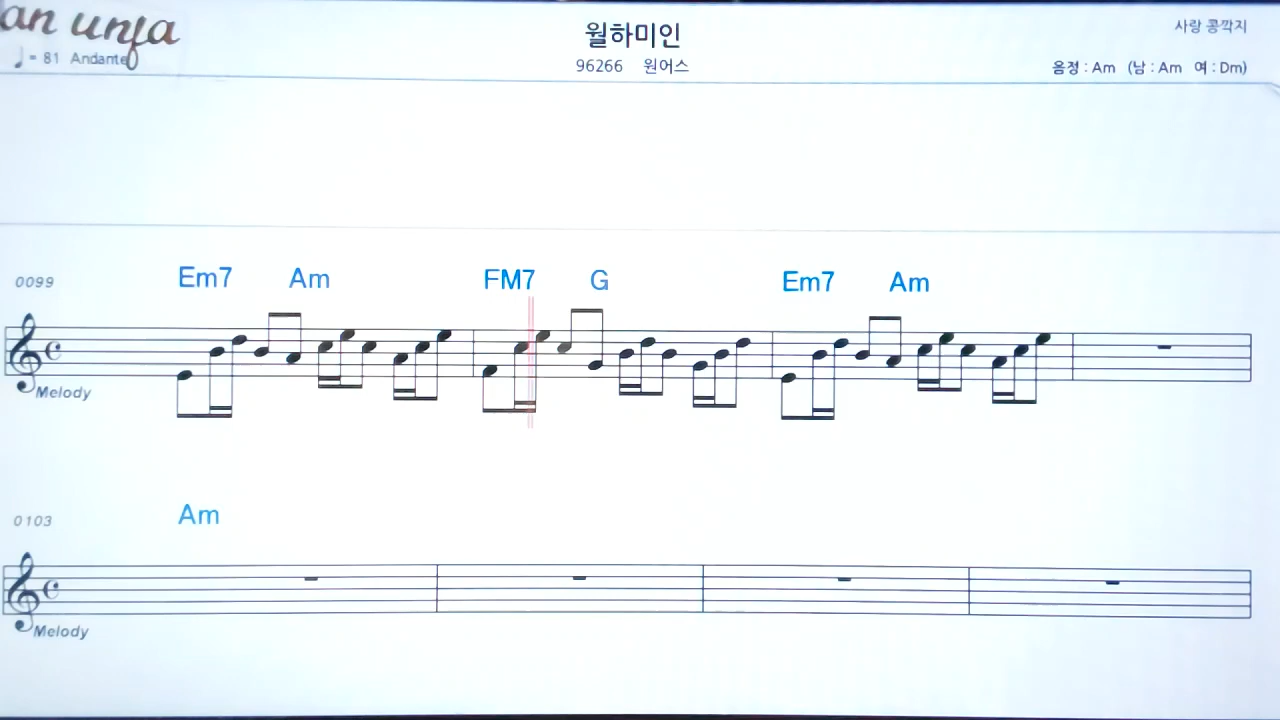 an unfa
♩= 81 Andante
월하미인
96266 원어스
사랑 콩깍지
음정 : Am (남 : Am 여 : Dm)
0099
Em7 Am FM7 G Em7 Am
Melody
0103
Am
Melody